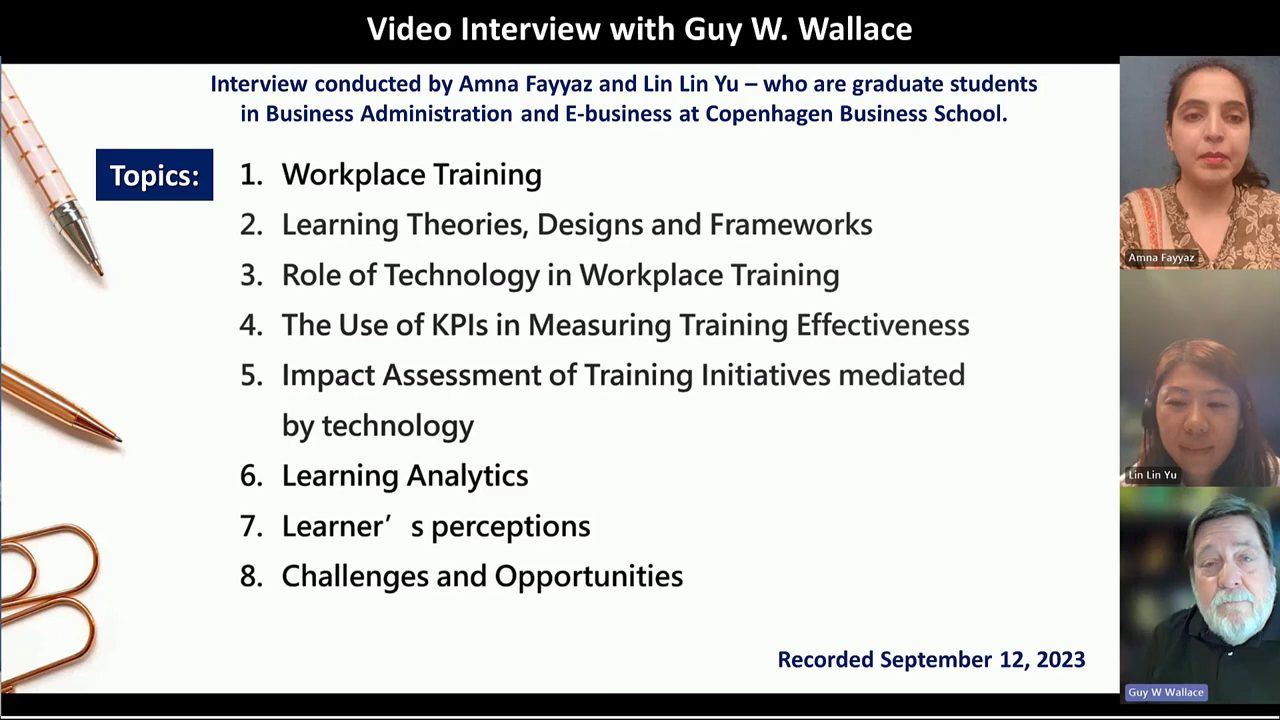 Video Interview with Guy W. Wallace
Interview conducted by Amna Fayyaz and Lin Lin Yu – who are graduate students
in Business Administration and E-business at Copenhagen Business School.
Topics:
1. Workplace Training
2. Learning Theories, Designs and Frameworks
3. Role of Technology in Workplace Training
4. The Use of KPIs in Measuring Training Effectiveness
5. Impact Assessment of Training Initiatives mediated
by technology
6. Learning Analytics
7. Learner’ s perceptions
8. Challenges and Opportunities
Recorded September 12, 2023
Amna Fayyaz
Lin Lin Yu
Guy W Wallace